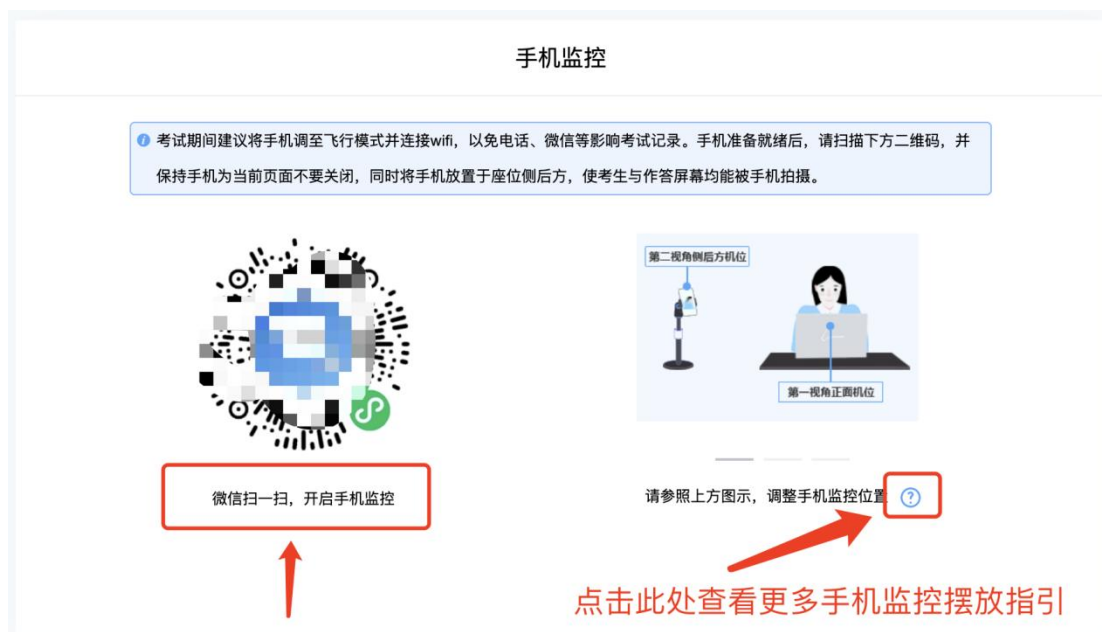 手机监控
考试期间建议将手机调至飞行模式并连接wifi，以免电话、微信等影响考试记录。手机准备就绪后，请扫描下方二维码，并
保持手机为当前页面不要关闭，同时将手机放置于座位侧后方，使考生与作答屏幕均能被手机拍摄。
第二视角侧后方机位
第一视角正面机位
微信扫一扫，开启手机监控
请参照上方图示，调整手机监控位置
点击此处查看更多手机监控摆放指引